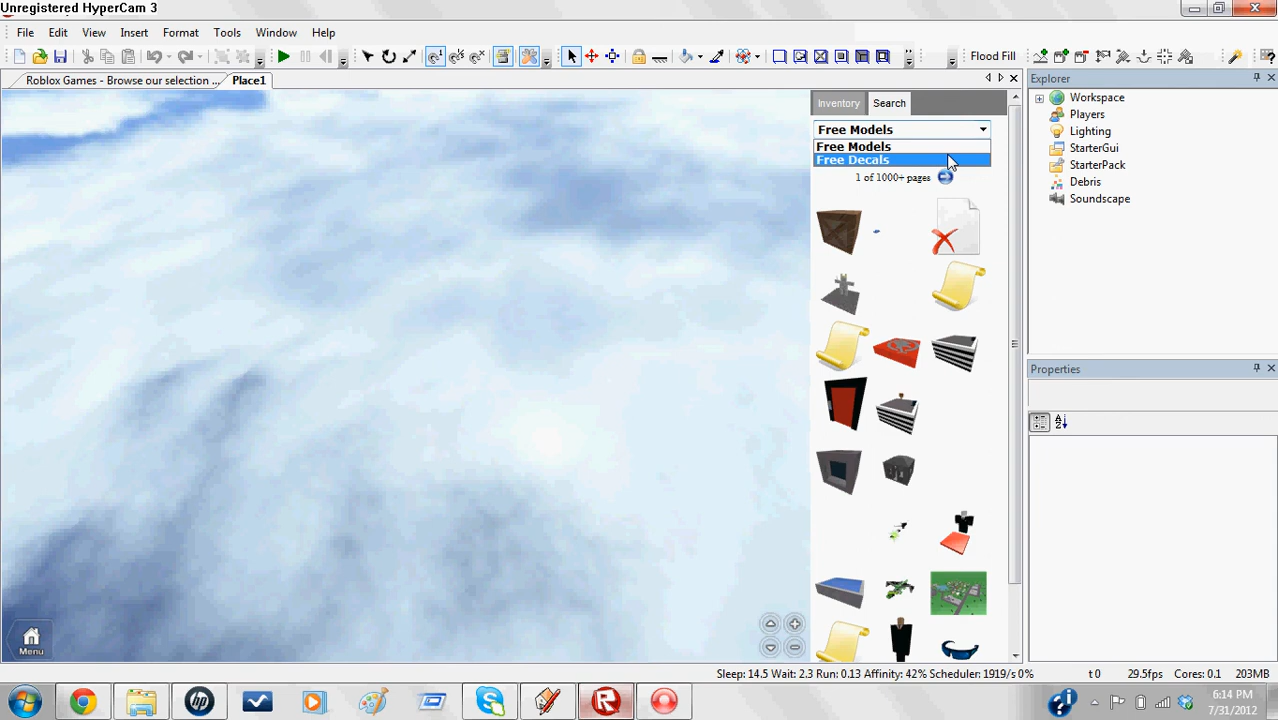 Unregistered HyperCam 3
File Edit View Insert Format Tools Window Help
Flood Fill
Roblox Games - Browse our selection ... Place1
Inventory Search
Free Models
Free Models
Free Decals
1 of 1000+ pages
Explorer
Workspace
Players
Lighting
StarterGui
StarterPack
Debris
Soundscape
Properties
Menu
Sleep: 14.5 Wait: 2.3 Run: 0.13 Affinity: 42% Scheduler: 1919/s 0% t 0 29.5fps Cores: 0.1 203MB
6:14 PM
7/31/2012